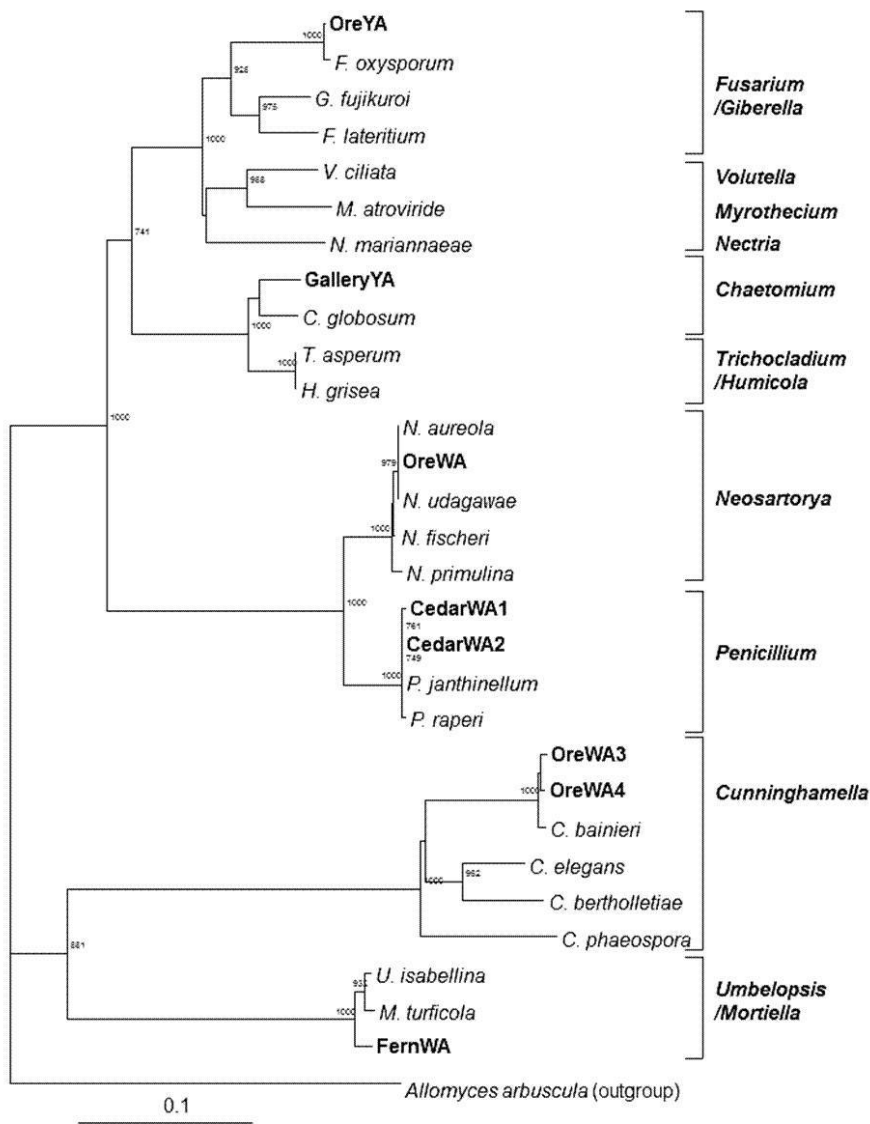 OreYA
1000
F. oxysporum
928
G. fujikuroi
975
F. lateritium
Fusarium
/Giberella
1000
V. ciliata
988
M. atroviride
N. mariannaeae
Volutella
Myrothecium
Nectria
741
GalleryYA
C. globosum
1000
Chaetomium
T. asperum
1000
H. grisea
Trichocladium
/Humicola
1000
N. aureola
OreWA
979
N. udagawae
N. fischeri
1000
N. primulina
Neosartorya
1000
CedarWA1
761
CedarWA2
749
P. janthinellum
1000
P. raperi
Penicillium
OreWA3
OreWA4
1000
C. bainieri
C. elegans
1000
962
C. bertholletiae
C. phaeospora
Cunninghamella
881
U. isabellina
M. turficola
1000
FernWA
Umbelopsis
/Mortiella
Allomyces arbuscula (outgroup)
0.1